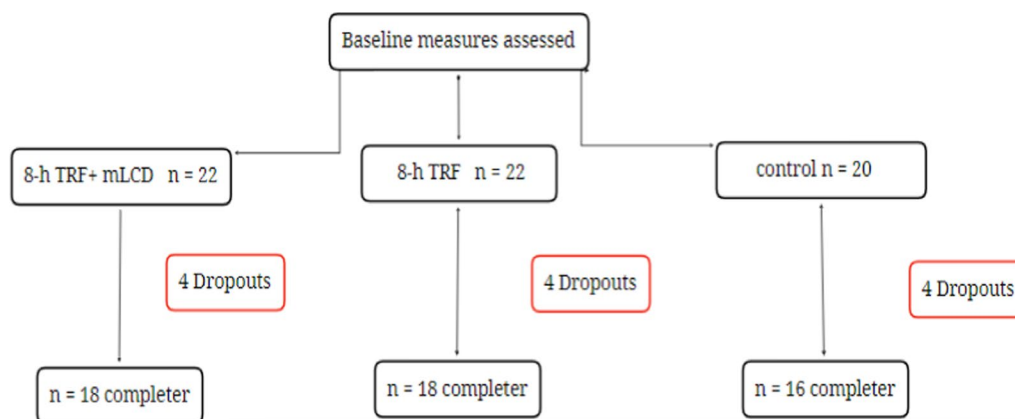 Baseline measures assessed
8-h TRF+ mLCD n = 22
8-h TRF n = 22
control n = 20
4 Dropouts
4 Dropouts
4 Dropouts
n = 18 completer
n = 18 completer
n = 16 completer